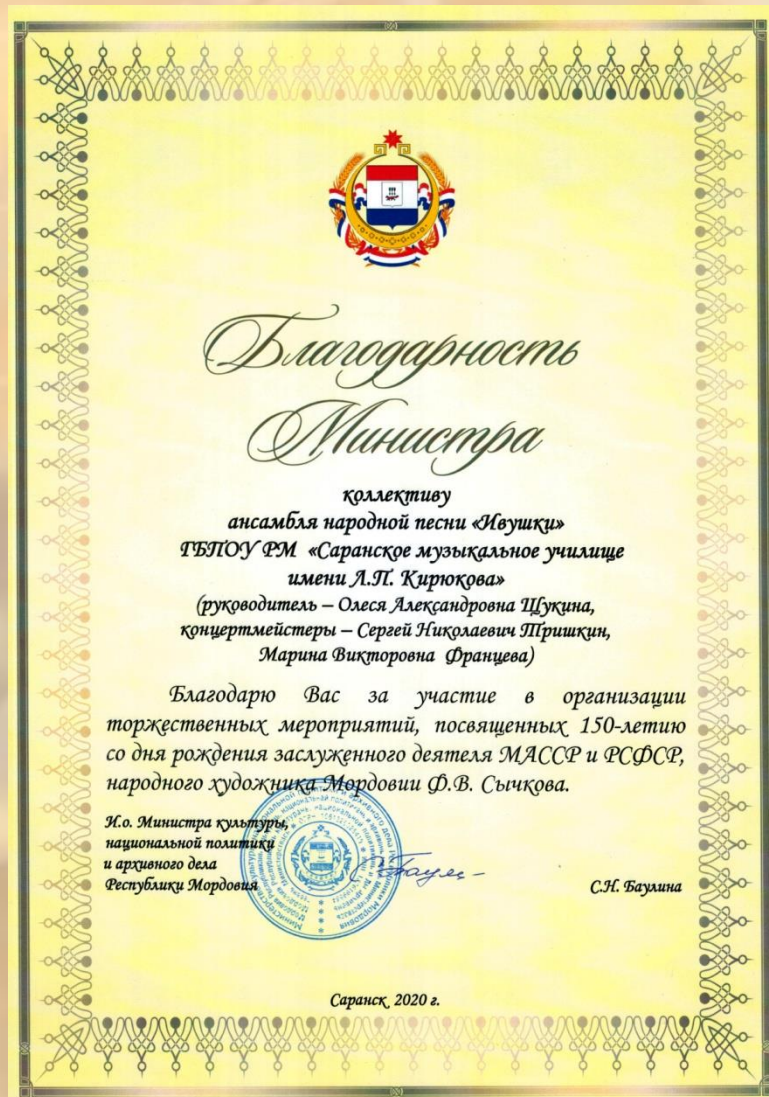 Благодарность
Министра
коллективу
ансамбля народной песни «Ивушки»
ГБПОУ РМ «Саранское музыкальное училище
имени Л.П. Кирюкова»
(руководитель – Олеся Александровна Щукина,
концертмейстеры – Сергей Николаевич Тришкин,
Марина Викторовна Францева)
Благодарю Вас за участие в организации
торжественных мероприятий, посвященных 150-летию
со дня рождения заслуженного деятеля МАССР и РСФСР,
народного художника Мордовии Ф.В. Сычкова.
И.о. Министра культуры,
национальной политики
и архивного дела
Республики Мордовия
С.Н. Баулина
Саранск, 2020 г.